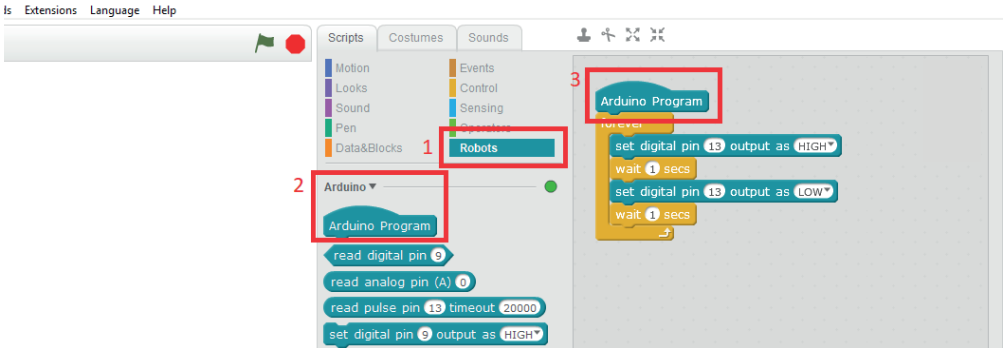 ls Extensions Language Help
Scripts Costumes Sounds
Motion Events
Looks Control
Sound Sensing
Pen Operators
Data&Blocks 1 Robots
2 Arduino
Arduino Program
read digital pin 9
read analog pin (A) 0
read pulse pin 13 timeout 20000
set digital pin 9 output as HIGH
3
Arduino Program
forever
set digital pin 13 output as HIGH
wait 1 secs
set digital pin 13 output as LOW
wait 1 secs